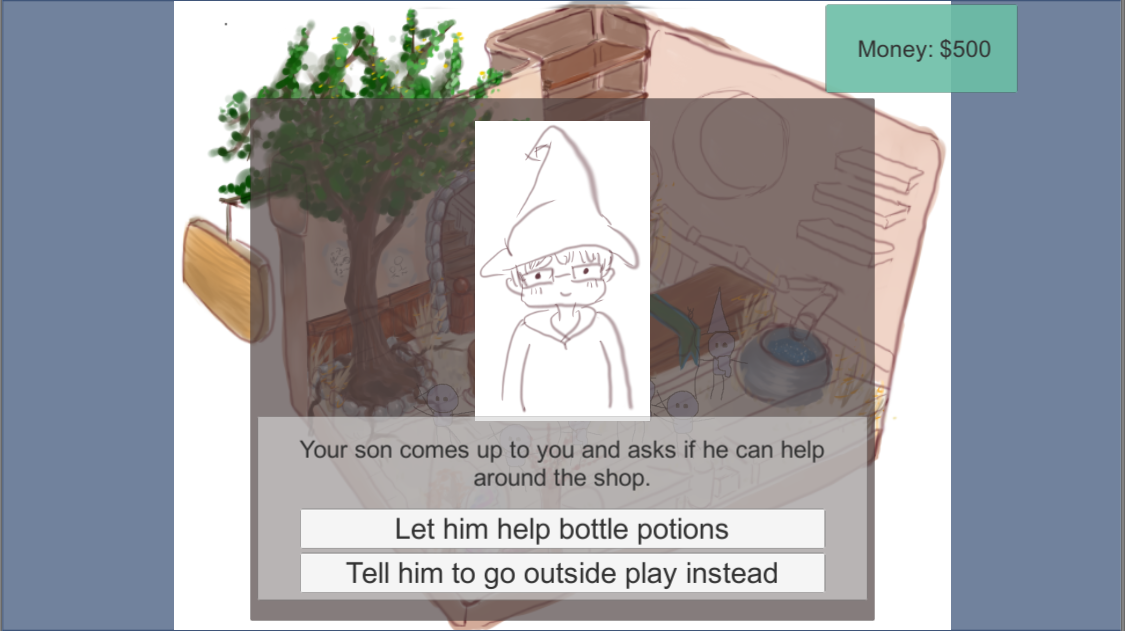 Money: $500
Your son comes up to you and asks if he can help
around the shop.
Let him help bottle potions
Tell him to go outside play instead